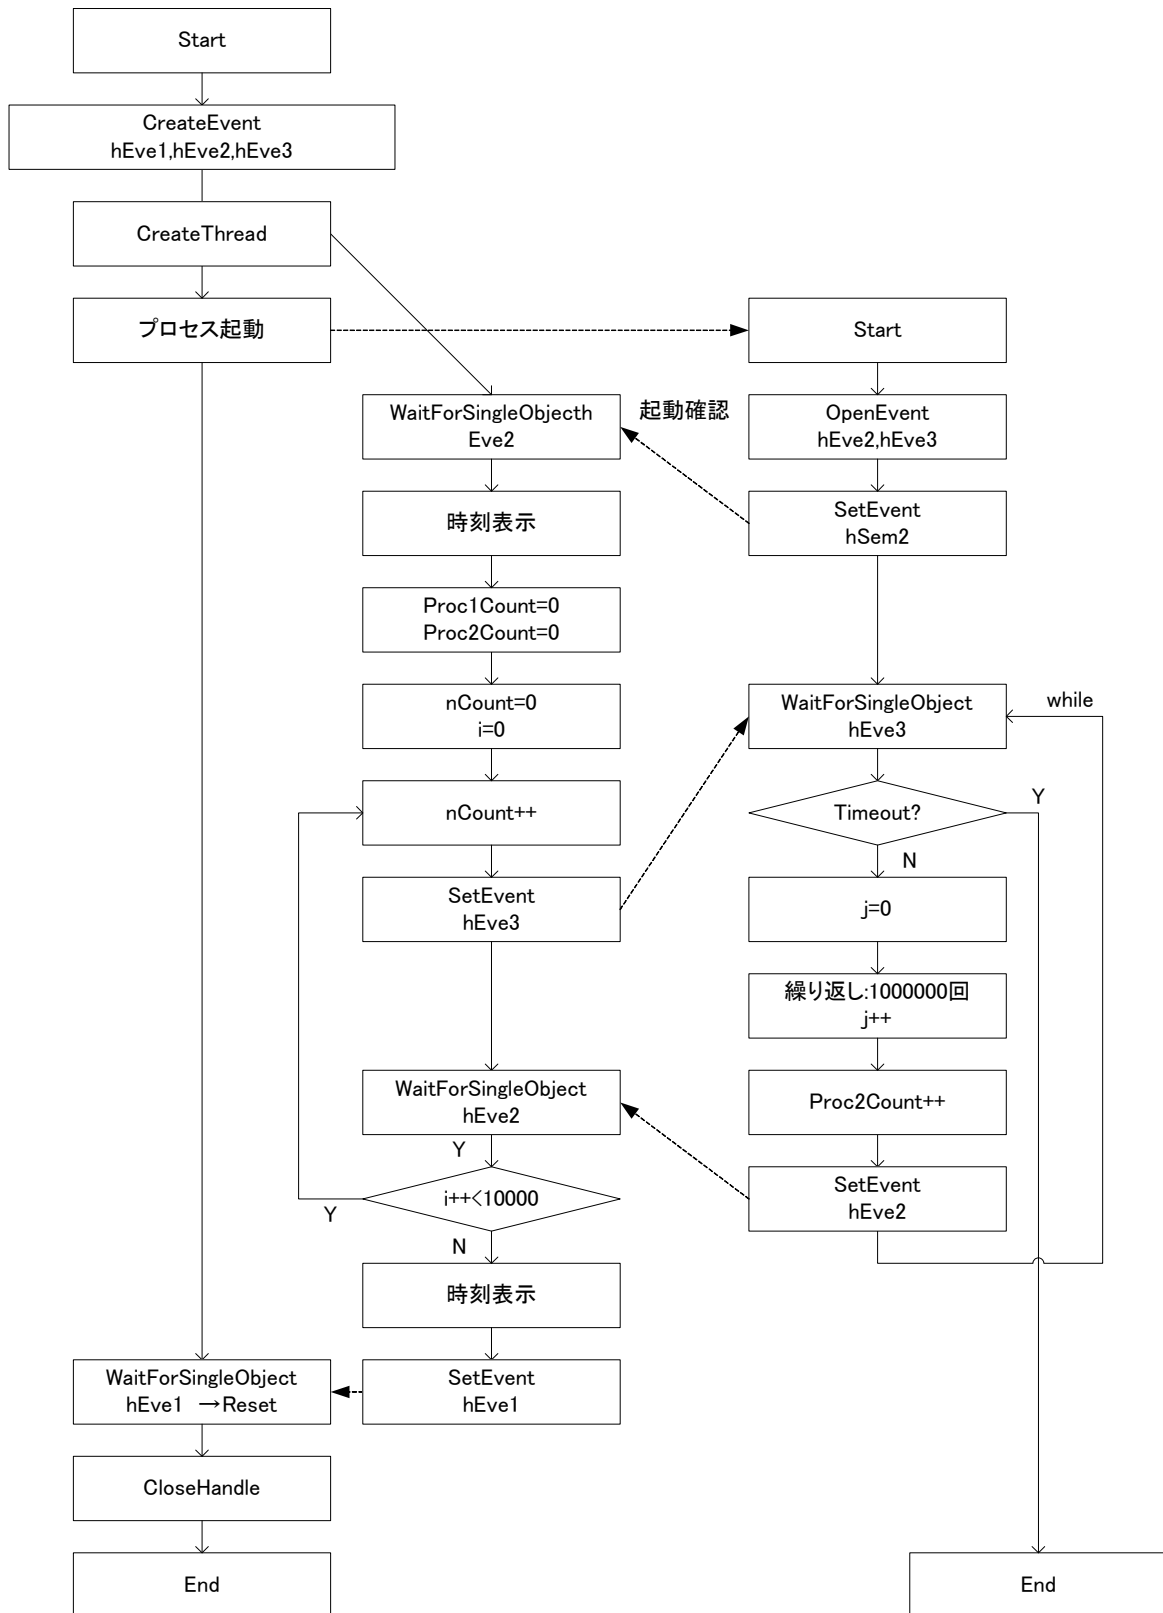 Start
CreateEvent
hEve1,hEve2,hEve3
CreateThread
プロセス起動
WaitForSingleObject
hEve1 →Reset
CloseHandle
End
WaitForSingleObjecth
Eve2
時刻表示
Proc1Count=0
Proc2Count=0
nCount=0
i=0
nCount++
SetEvent
hEve3
WaitForSingleObject
hEve2
Y
i++<10000
Y
N
時刻表示
SetEvent
hEve1
起動確認
Start
OpenEvent
hEve2,hEve3
SetEvent
hSem2
WaitForSingleObject
hEve3
while
Timeout?
Y
N
j=0
繰り返し:1000000回
j++
Proc2Count++
SetEvent
hEve2
End